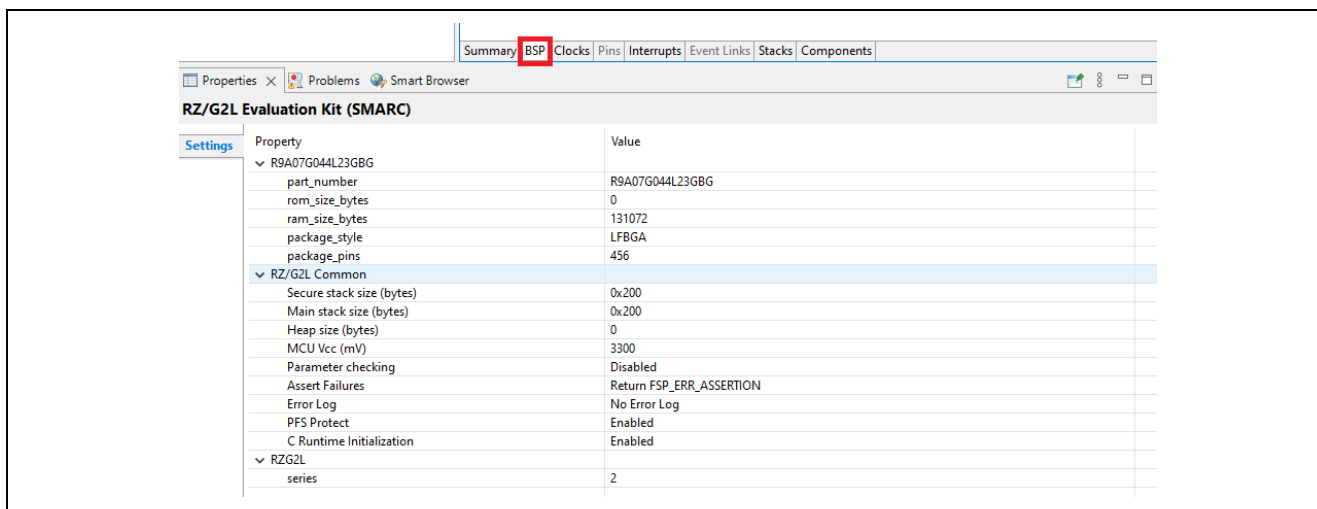 Summary BSP Clocks Pins Interrupts Event Links Stacks Components
Properties Problems Smart Browser
RZ/G2L Evaluation Kit (SMARC)
Settings Property Value
R9A07G044L23GBG
part_number R9A07G044L23GBG
rom_size_bytes 0
ram_size_bytes 131072
package_style LFBGA
package_pins 456
RZ/G2L Common
Secure stack size (bytes) 0x200
Main stack size (bytes) 0x200
Heap size (bytes) 0
MCU Vcc (mV) 3300
Parameter checking Disabled
Assert Failures Return FSP_ERR_ASSERTION
Error Log No Error Log
PFS Protect Enabled
C Runtime Initialization Enabled
RZG2L
series 2